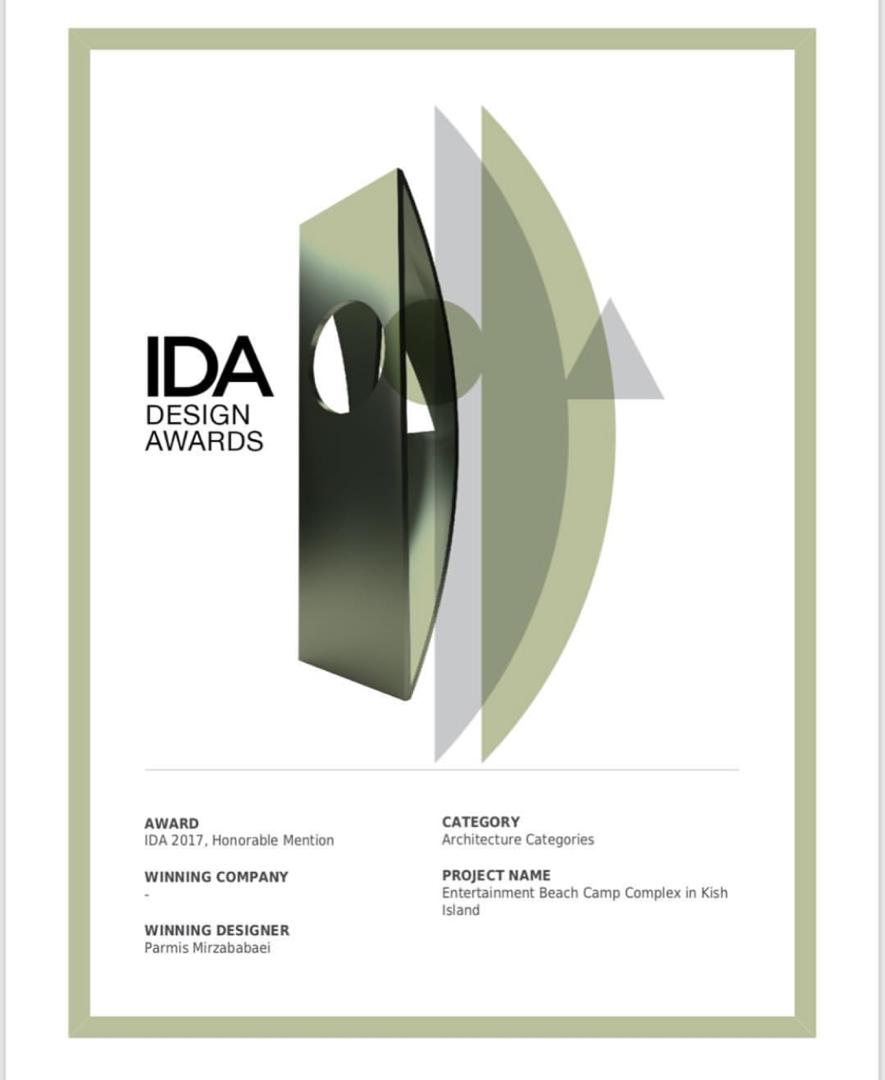 IDA
DESIGN
AWARDS
AWARD
IDA 2017, Honorable Mention
WINNING COMPANY
-
WINNING DESIGNER
Parmis Mirzababaei
CATEGORY
Architecture Categories
PROJECT NAME
Entertainment Beach Camp Complex in Kish
Island